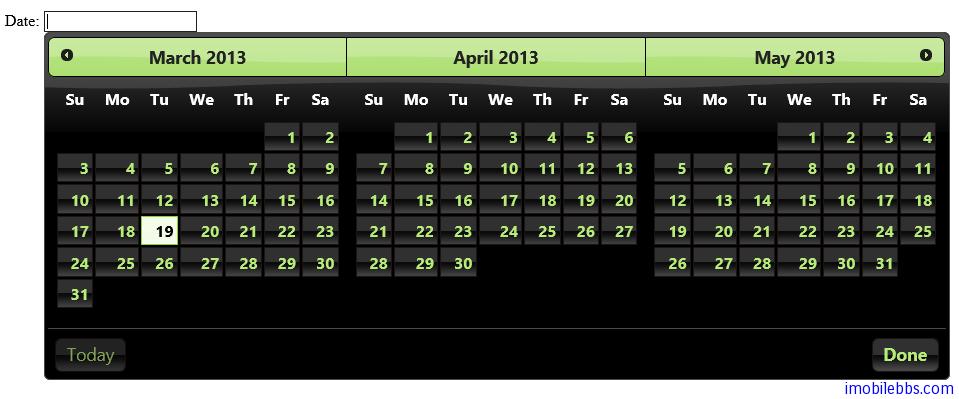 Date:
March 2013 April 2013 May 2013
Su Mo Tu We Th Fr Sa Su Mo Tu We Th Fr Sa Su Mo Tu We Th Fr Sa
1 2 1 2 3 4 5 6 1 2 3 4
3 4 5 6 7 8 9 7 8 9 10 11 12 13 5 6 7 8 9 10 11
10 11 12 13 14 15 16 14 15 16 17 18 19 20 12 13 14 15 16 17 18
17 18 19 20 21 22 23 21 22 23 24 25 26 27 19 20 21 22 23 24 25
24 25 26 27 28 29 30 28 29 30 26 27 28 29 30 31
31
Today Done
imobilebbs.com